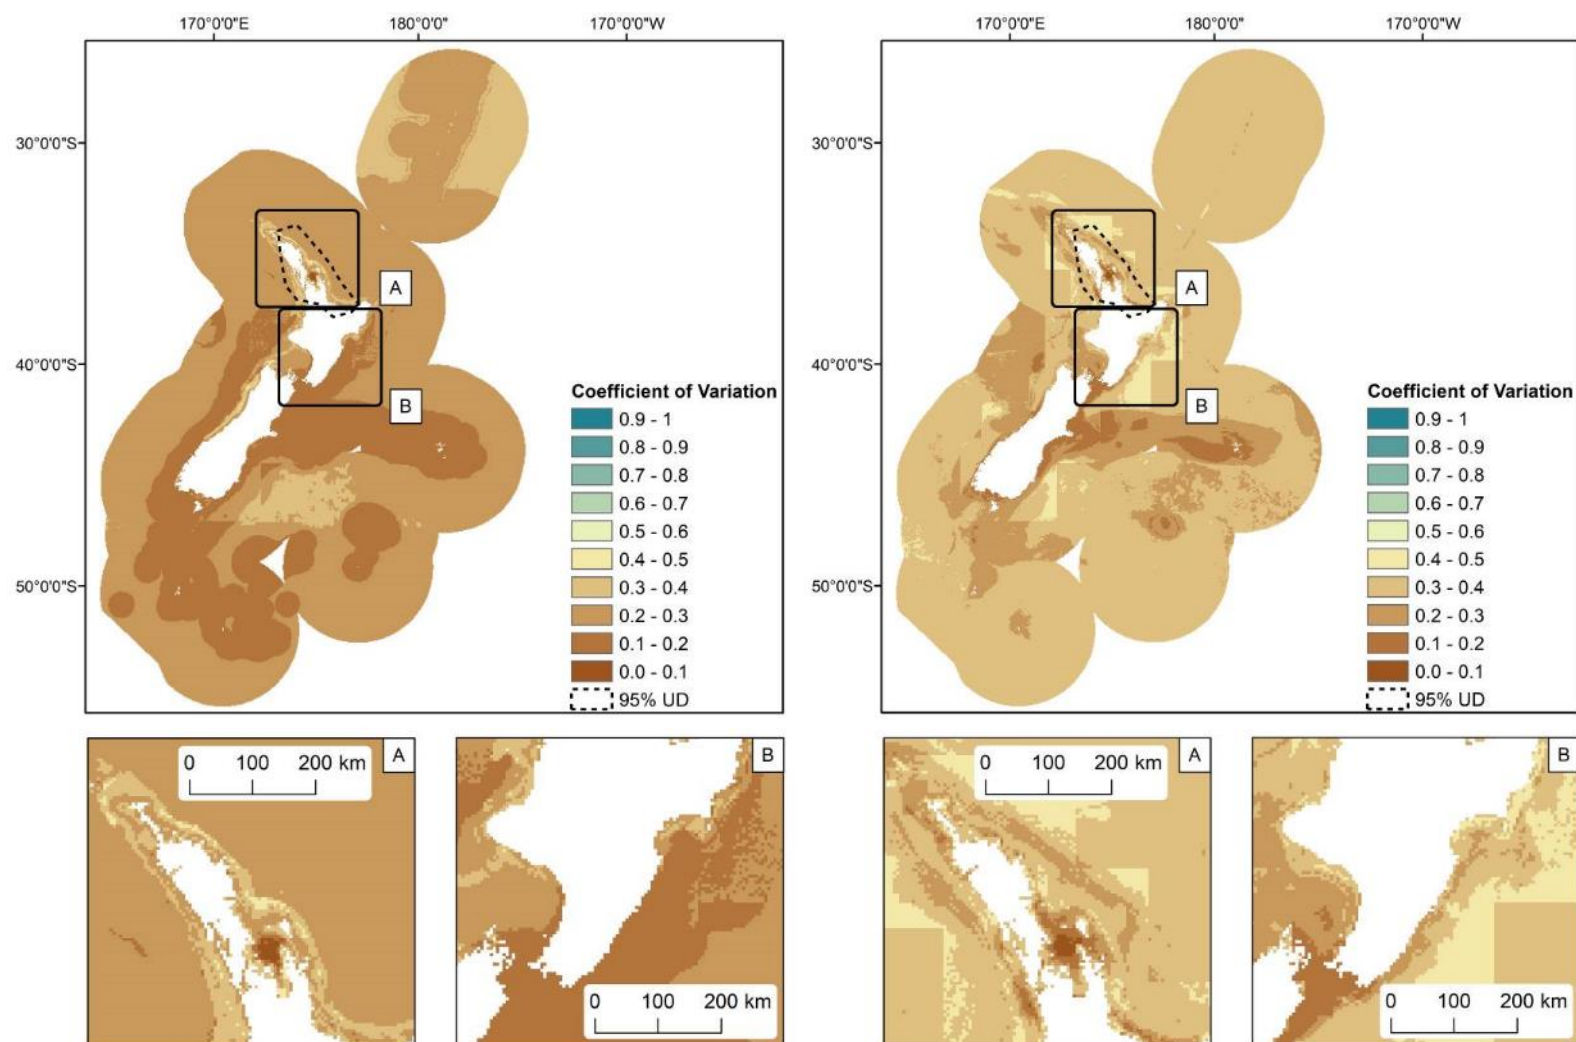 170°0'0"E 180°0'0" 170°0'0"W
30°0'0"S
40°0'0"S
50°0'0"S
A
B
Coefficient of Variation
0.9 - 1
0.8 - 0.9
0.7 - 0.8
0.6 - 0.7
0.5 - 0.6
0.4 - 0.5
0.3 - 0.4
0.2 - 0.3
0.1 - 0.2
0.0 - 0.1
95% UD
A
0 100 200 km
B
0 100 200 km
170°0'0"E 180°0'0" 170°0'0"W
30°0'0"S
40°0'0"S
50°0'0"S
A
B
Coefficient of Variation
0.9 - 1
0.8 - 0.9
0.7 - 0.8
0.6 - 0.7
0.5 - 0.6
0.4 - 0.5
0.3 - 0.4
0.2 - 0.3
0.1 - 0.2
0.0 - 0.1
95% UD
A
0 100 200 km
B
0 100 200 km